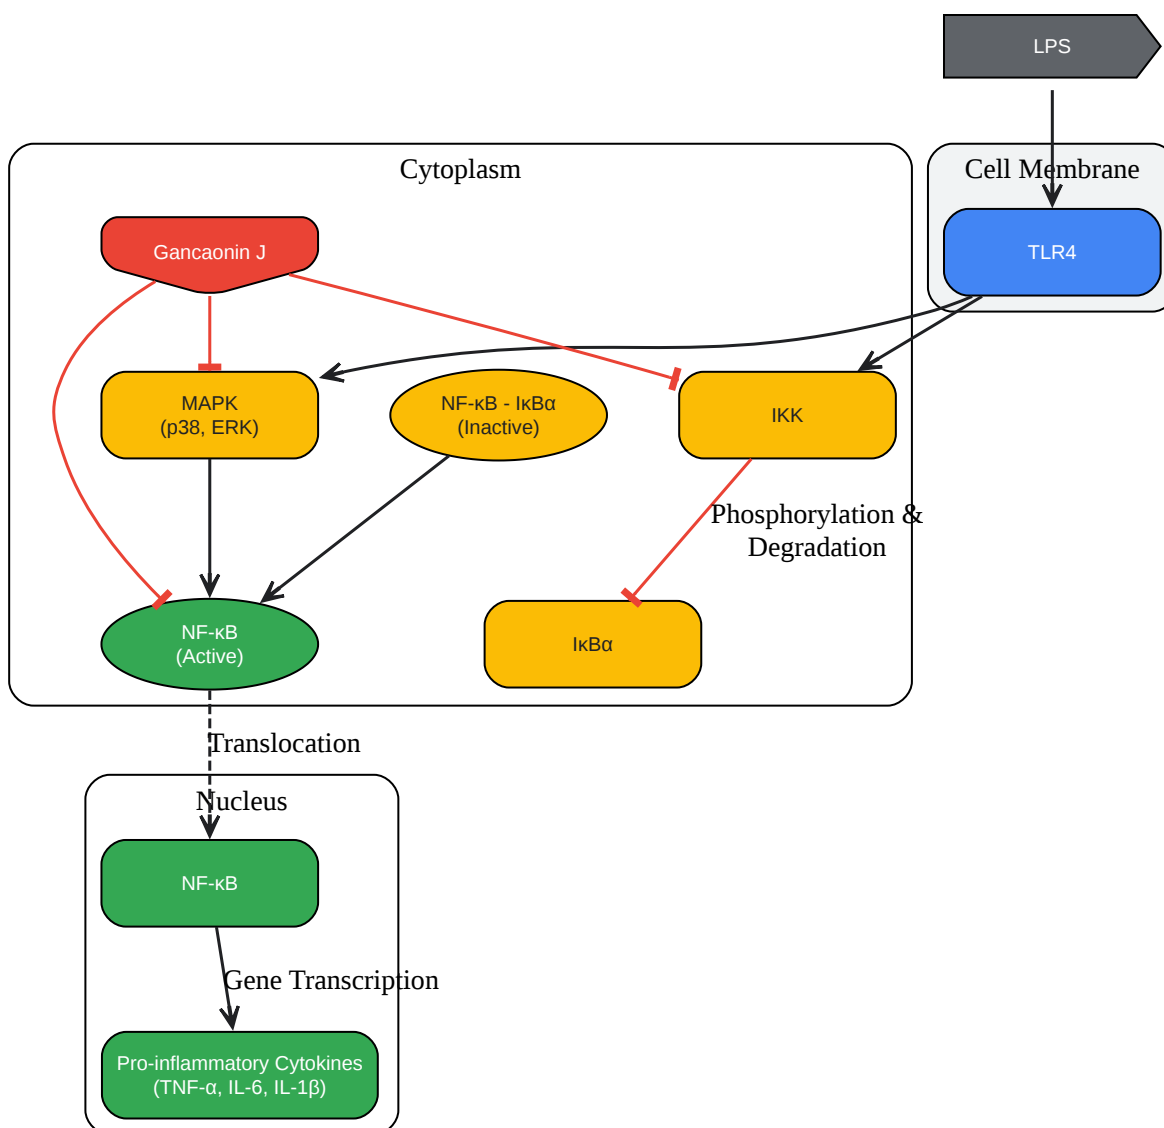 LPS
Cytoplasm
Cell Membrane
Gancaonin J
TLR4
MAPK
(p38, ERK)
NF-κB - IκBα
(Inactive)
IKK
Phosphorylation &
Degradation
NF-κB
(Active)
IκBα
Translocation
Nucleus
NF-κB
Gene Transcription
Pro-inflammatory Cytokines
(TNF-α, IL-6, IL-1β)